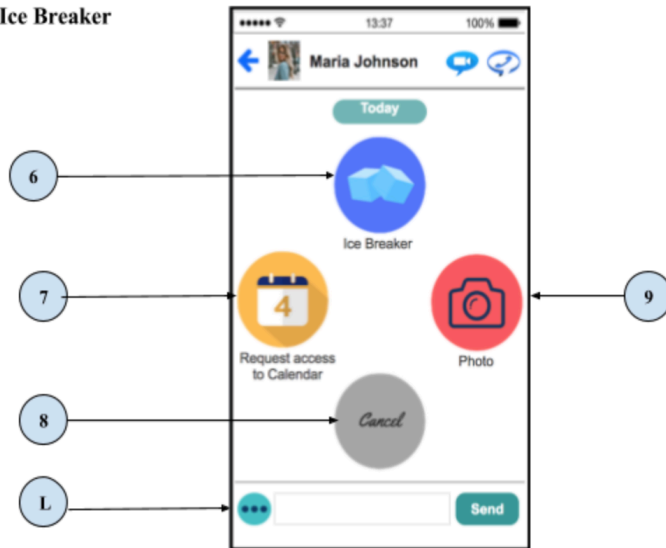 Ice Breaker
13:37 100%
Maria Johnson
Today
6
Ice Breaker
7
4
9
Request access
to Calendar
Photo
8
Cancel
L
Send